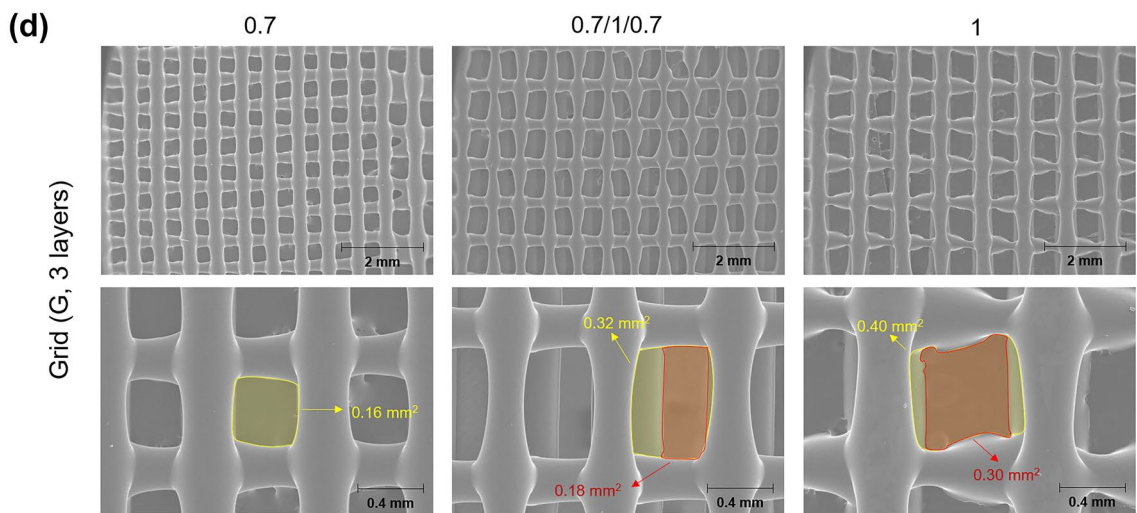 (d)
0.7
0.7/1/0.7
1
Grid (G, 3 layers)
2 mm
2 mm
2 mm
0.16 mm²
0.4 mm
0.32 mm²
0.18 mm²
0.4 mm
0.40 mm²
0.30 mm²
0.4 mm